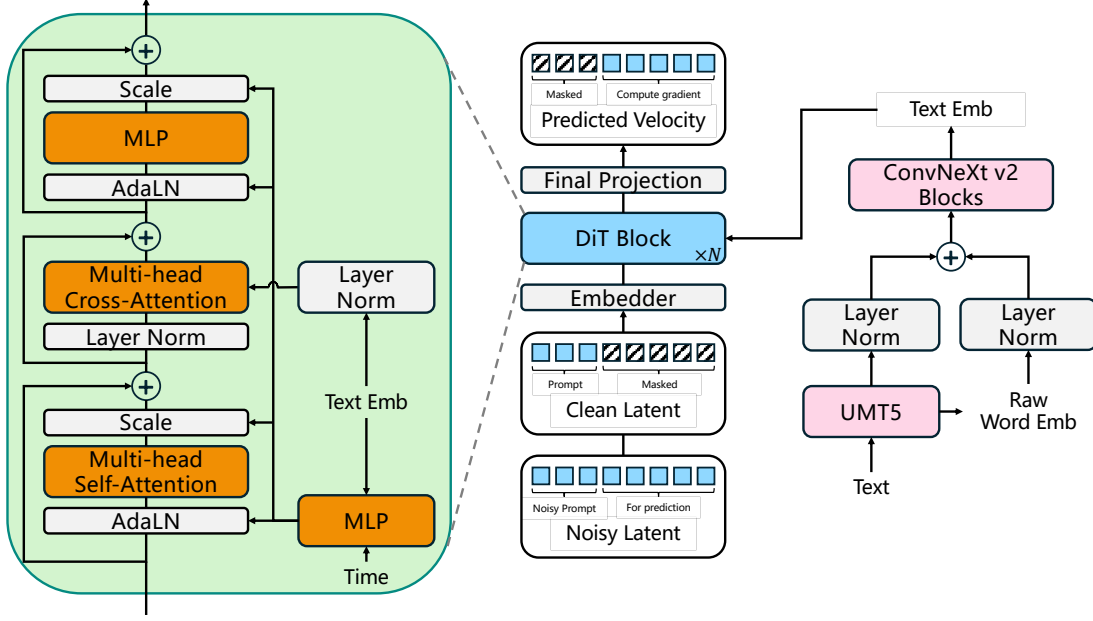 Scale
MLP
AdaLN
Multi-head
Cross-Attention
Layer Norm
Layer
Norm
Text Emb
Scale
Multi-head
Self-Attention
AdaLN
MLP
Time
Masked
Compute gradient
Predicted Velocity
Final Projection
DiT Block
×N
Embedder
Prompt
Masked
Clean Latent
Noisy Prompt
For prediction
Noisy Latent
Text Emb
ConvNeXt v2
Blocks
Layer
Norm
Layer
Norm
UMT5
Raw
Word Emb
Text